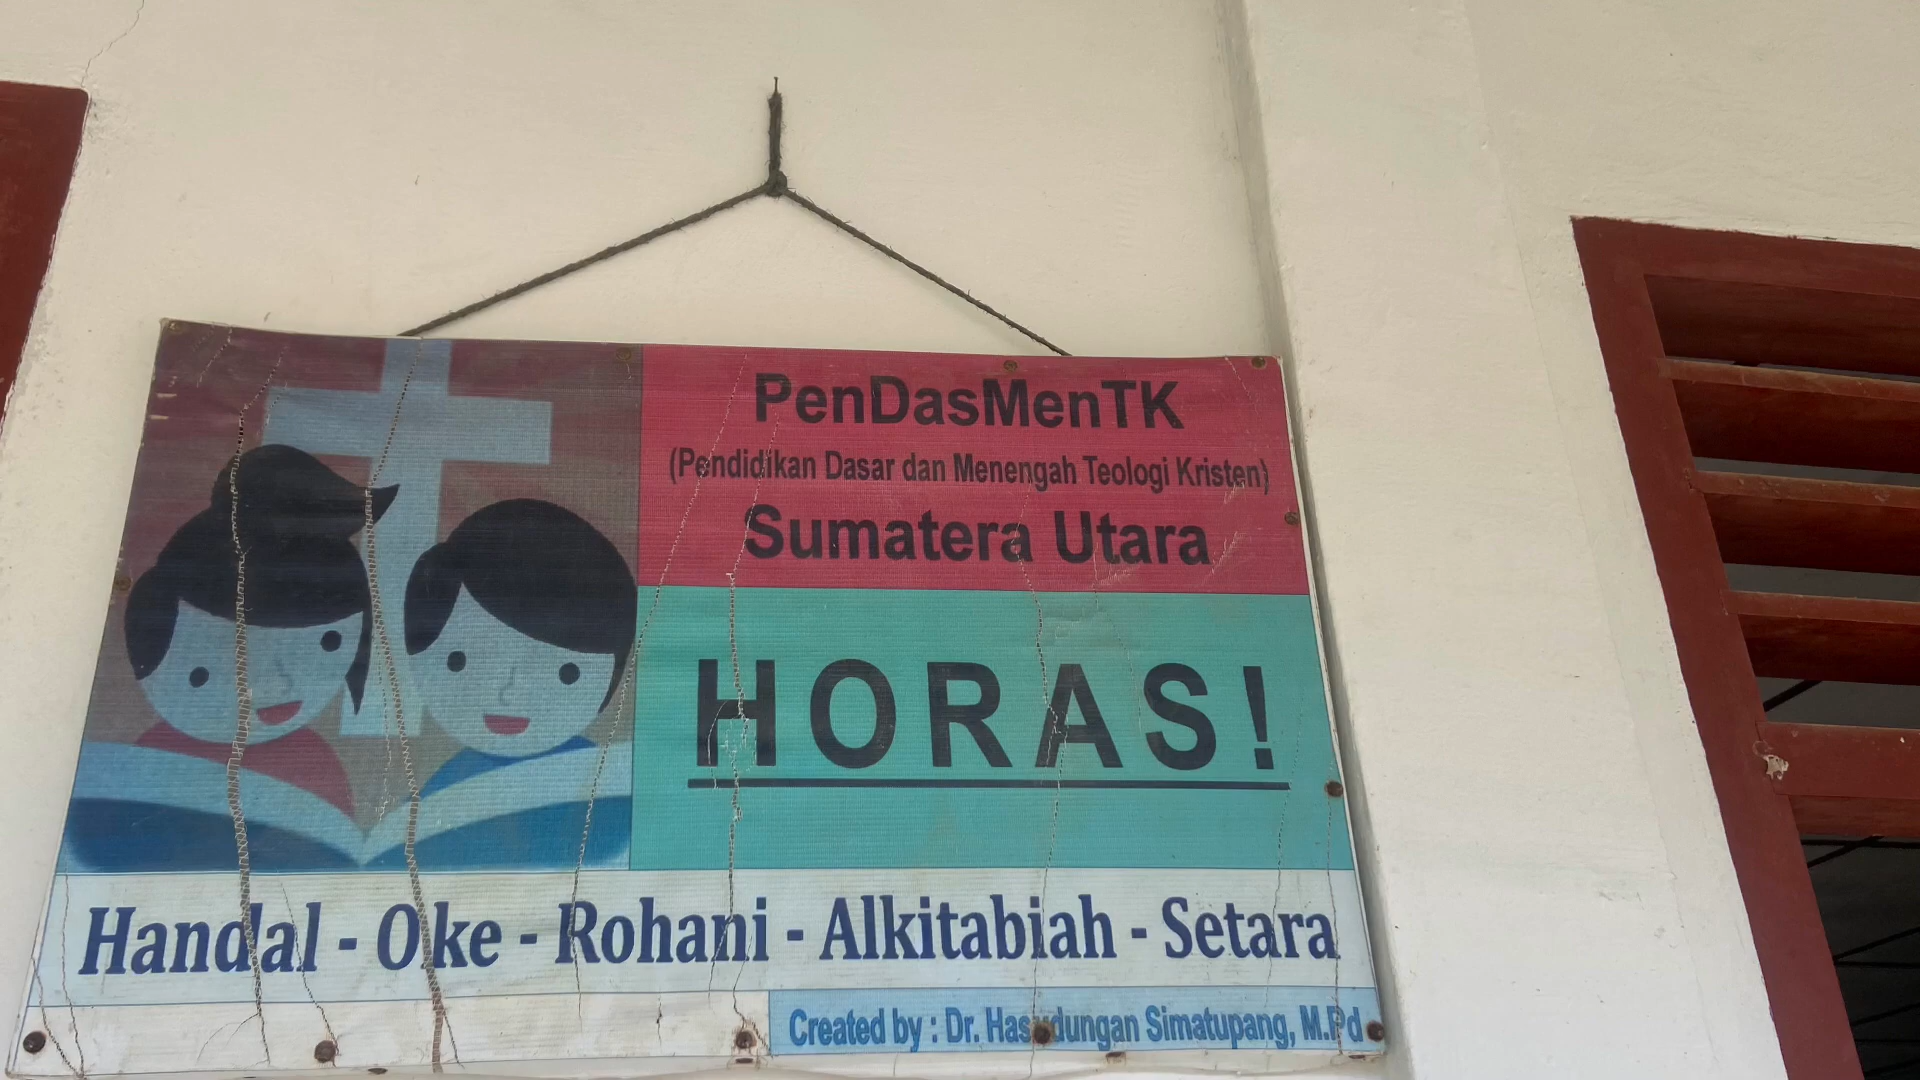 PenDasMenTK
(Pendidikan Dasar dan Menengah Teologi Kristen)
Sumatera Utara
HORAS!
Handal - Oke - Rohani - Alkitabiah - Setara
Created by : Dr. Hasudungan Simatupang, M.Pd